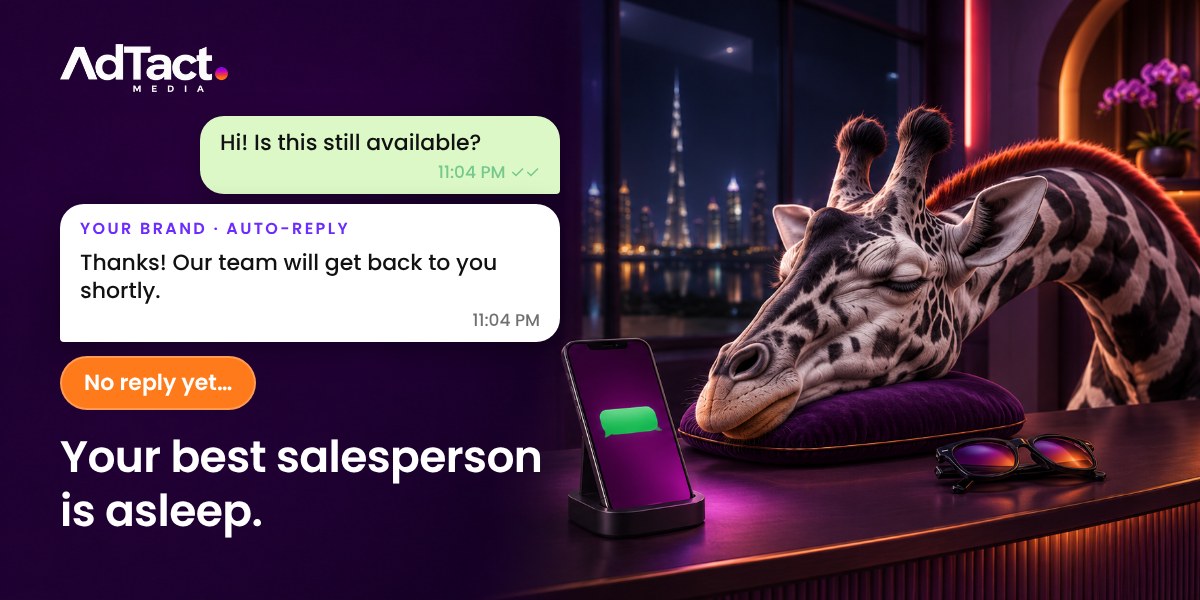 AdTact.
MEDIA
Hi! Is this still available?
11:04 PM ✓✓
YOUR BRAND · AUTO-REPLY
Thanks! Our team will get back to you
shortly.
11:04 PM
No reply yet...
Your best salesperson
is asleep.